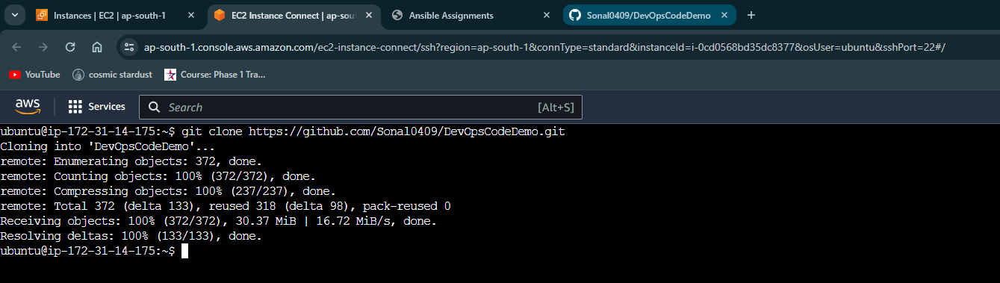 Instances | EC2 | ap-south-1
EC2 Instance Connect | ap-sou
Ansible Assignments
Sonal0409/DevOpsCodeDemo
ap-south-1.console.aws.amazon.com/ec2-instance-connect/ssh?region=ap-south-1&connType=standard&instanceId=i-0cd0568bd35dc8377&osUser=ubuntu&sshPort=22#/
YouTube
cosmic stardust
Course: Phase 1 Tra...
aws
Services
Search
[Alt+S]
ubuntu@ip-172-31-14-175:~$ git clone https://github.com/Sonal0409/DevOpsCodeDemo.git
Cloning into 'DevOpsCodeDemo'...
remote: Enumerating objects: 372, done.
remote: Counting objects: 100% (372/372), done.
remote: Compressing objects: 100% (237/237), done.
remote: Total 372 (delta 133), reused 318 (delta 98), pack-reused 0
Receiving objects: 100% (372/372), 30.37 MiB | 16.72 MiB/s, done.
Resolving deltas: 100% (133/133), done.
ubuntu@ip-172-31-14-175:~$